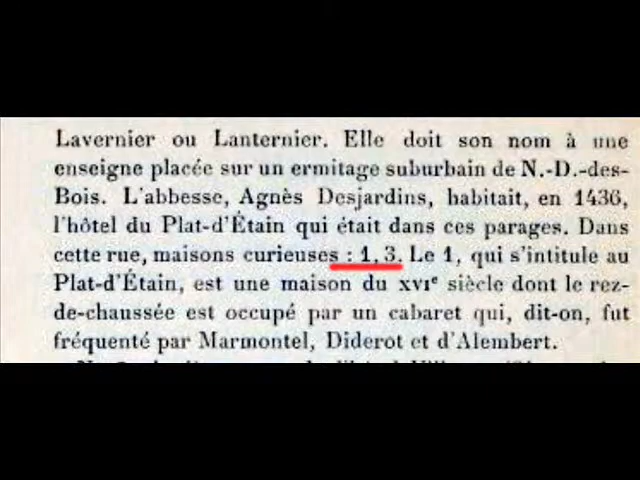 Lavernier ou Lanternier. Elle doit son nom à une
enseigne placée sur un ermitage suburbain de N.-D.-des-
Bois. L'abbesse, Agnès Desjardins, habitait, en 1436,
l'hôtel du Plat-d'Étain qui était dans ces parages. Dans
cette rue, maisons curieuses : 1, 3. Le 1, qui s'intitule au
Plat-d'Étain, est une maison du XVIe siècle dont le rez-
de-chaussée est occupé par un cabaret qui, dit-on, fut
fréquenté par Marmontel, Diderot et d'Alembert.